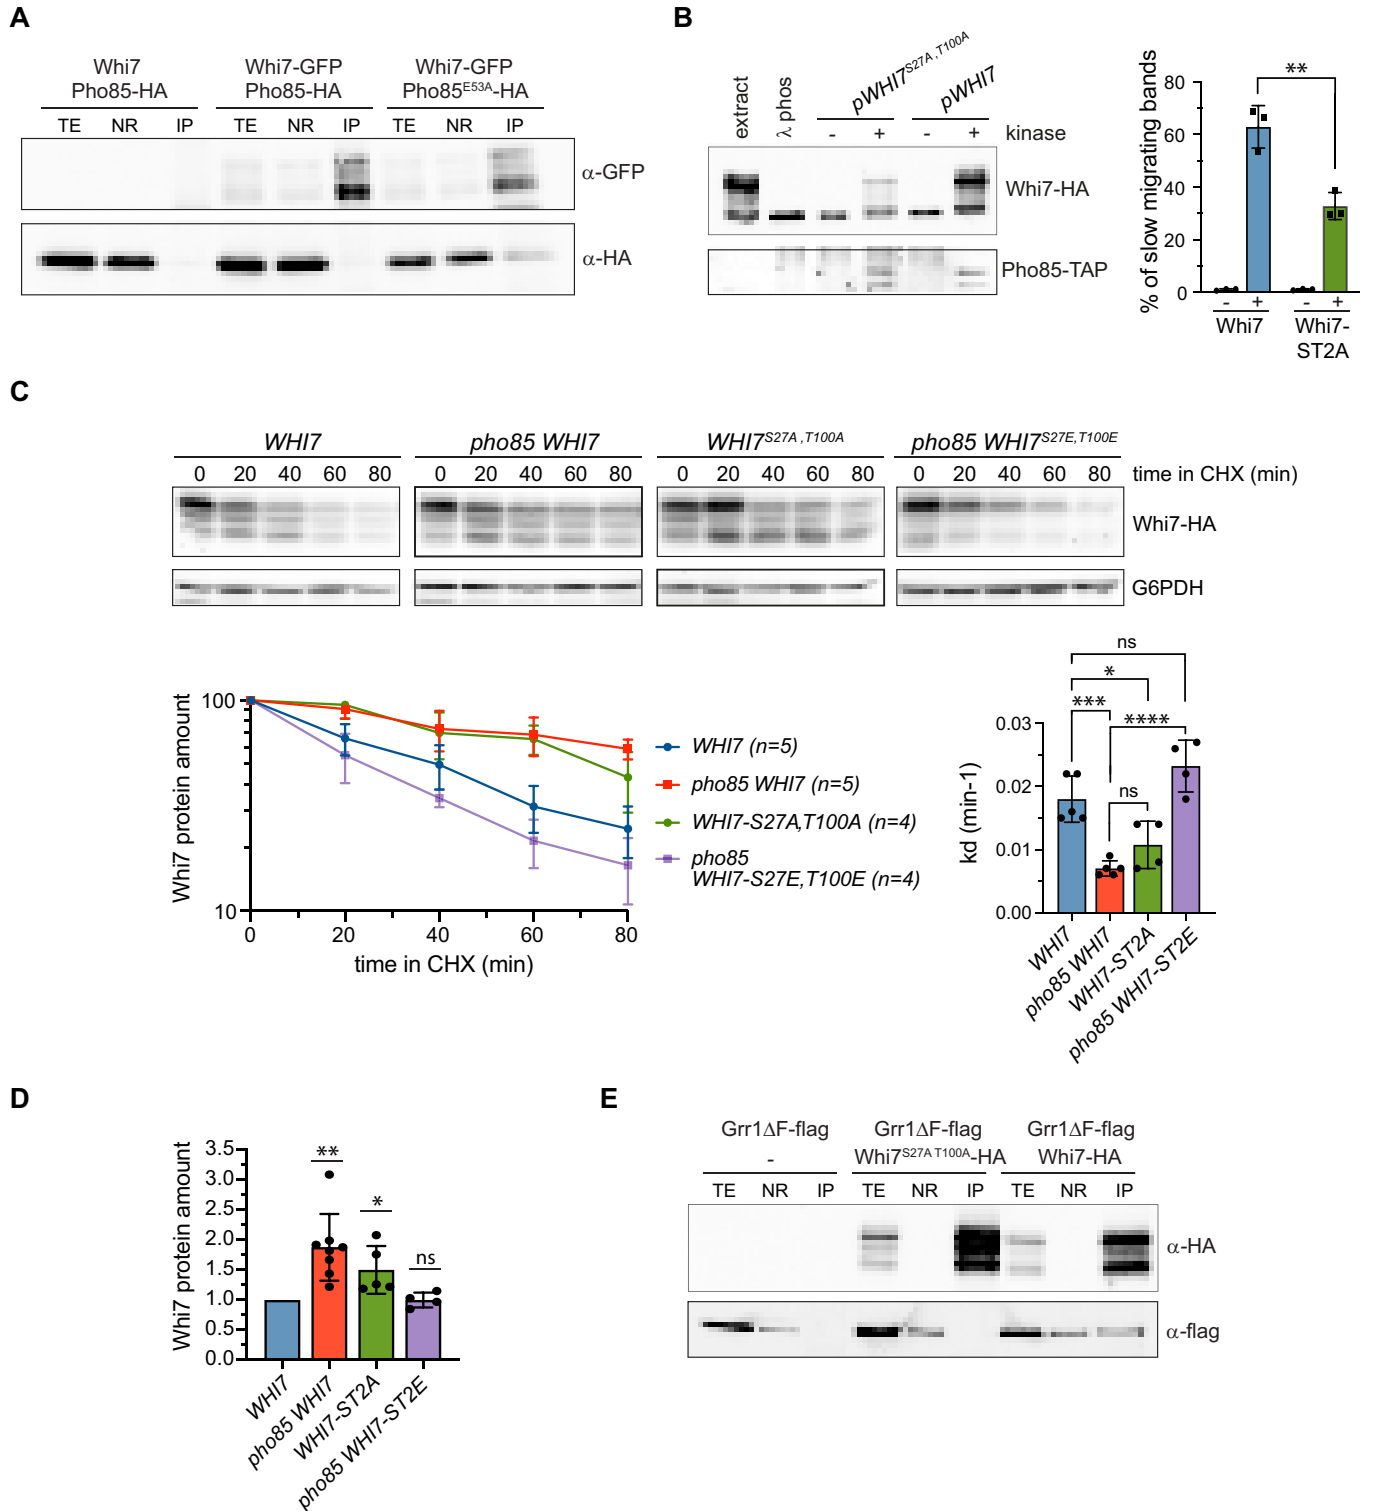 A
Whi7
Pho85-HA
Whi7-GFP
Pho85-HA
Whi7-GFP
Pho85E53A-HA
TE NR IP TE NR IP TE NR IP
α-GFP
α-HA
B
extract
λ phos
pWHI7S27A,T100A
pWHI7
- + - + kinase
Whi7-HA
Pho85-TAP
% of slow migrating bands
80
60
40
20
0
**
- + - +
Whi7
Whi7-
ST2A
C
WHI7
pho85 WHI7
WHI7S27A,T100A
pho85 WHI7S27E,T100E
0 20 40 60 80 0 20 40 60 80 0 20 40 60 80 0 20 40 60 80 time in CHX (min)
Whi7-HA
G6PDH
Whi7 protein amount
100
10
0 20 40 60 80
time in CHX (min)
WHI7 (n=5)
pho85 WHI7 (n=5)
WHI7-S27A,T100A (n=4)
pho85
WHI7-S27E,T100E (n=4)
kd (min-1)
0.03
0.02
0.01
0.00
ns
*
***
****
ns
WHI7
pho85 WHI7
WHI7-ST2A
pho85 WHI7-ST2E
D
Whi7 protein amount
3.5
3.0
2.5
2.0
1.5
1.0
0.5
0.0
**
*
ns
WHI7
pho85 WHI7
WHI7-ST2A
pho85 WHI7-ST2E
E
Grr1ΔF-flag
-
Grr1ΔF-flag
Whi7S27A T100A-HA
Grr1ΔF-flag
Whi7-HA
TE NR IP TE NR IP TE NR IP
α-HA
α-flag